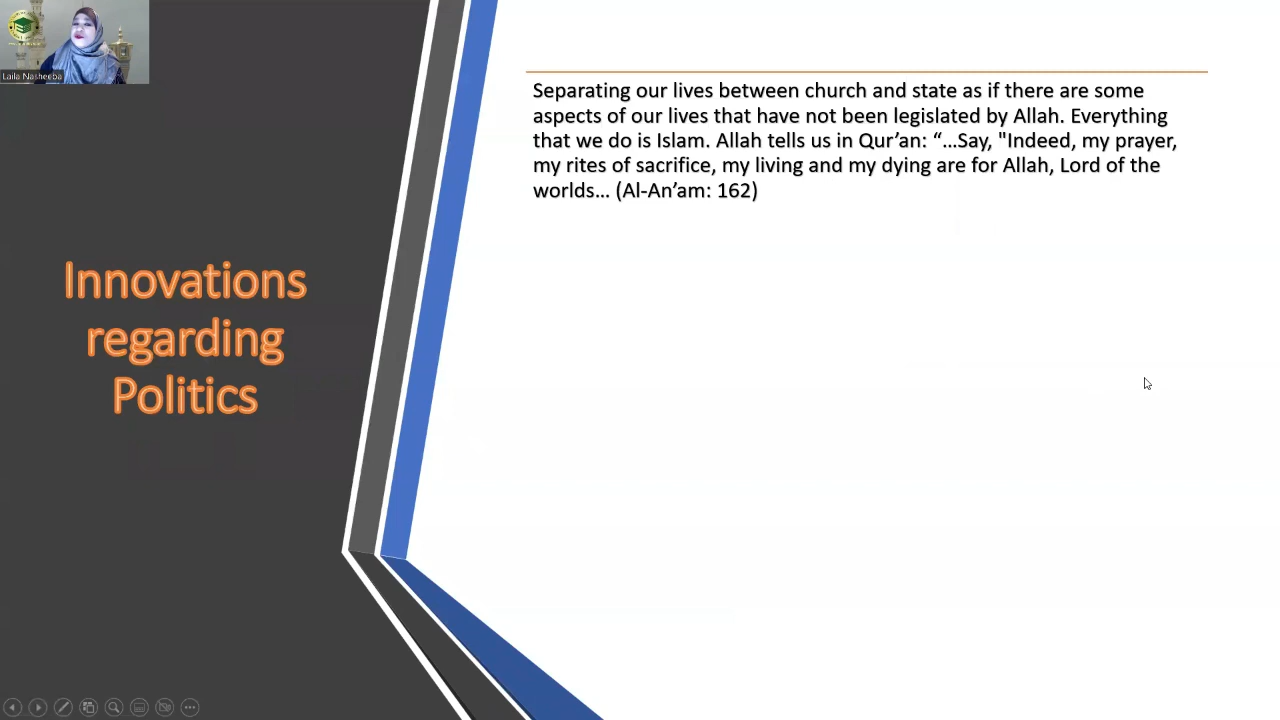 Laila Nasheeba
Innovations
regarding
Politics
Separating our lives between church and state as if there are some
aspects of our lives that have not been legislated by Allah. Everything
that we do is Islam. Allah tells us in Qur’an: “…Say, "Indeed, my prayer,
my rites of sacrifice, my living and my dying are for Allah, Lord of the
worlds… (Al-An’am: 162)